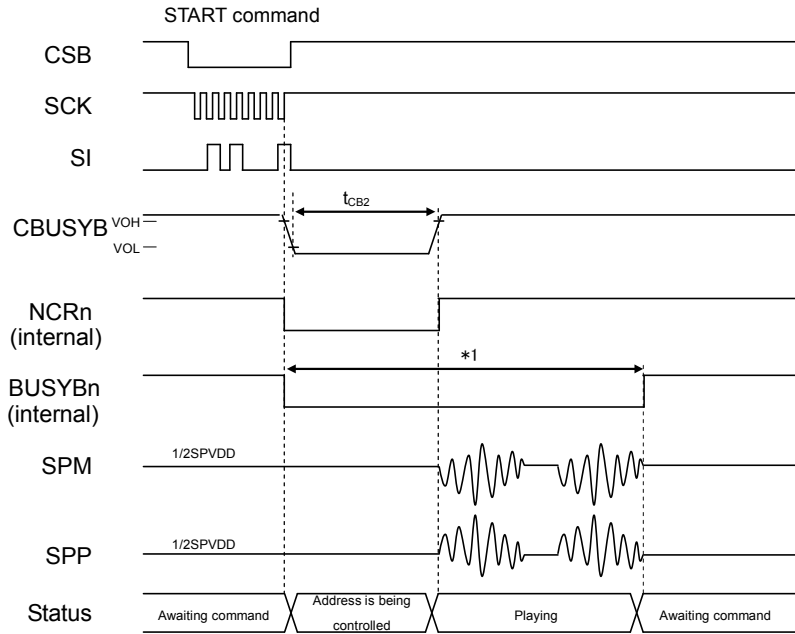 START command
CSB
SCK
SI
CBUSYB
VOH
VOL
tCB2
NCRn
(internal)
*1
BUSYBn
(internal)
SPM
1/2SPVDD
SPP
1/2SPVDD
Status
Awaiting command
Address is being
controlled
Playing
Awaiting command